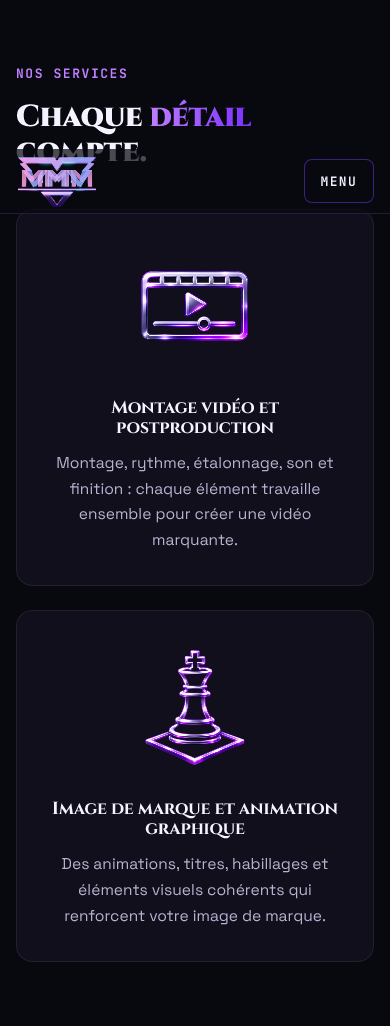 NOS SERVICES
Chaque détail
compte.
MMM
MENU
Montage vidéo et
postproduction
Montage, rythme, étalonnage, son et
finition : chaque élément travaille
ensemble pour créer une vidéo
marquante.
Image de marque et animation
graphique
Des animations, titres, habillages et
éléments visuels cohérents qui
renforcent votre image de marque.